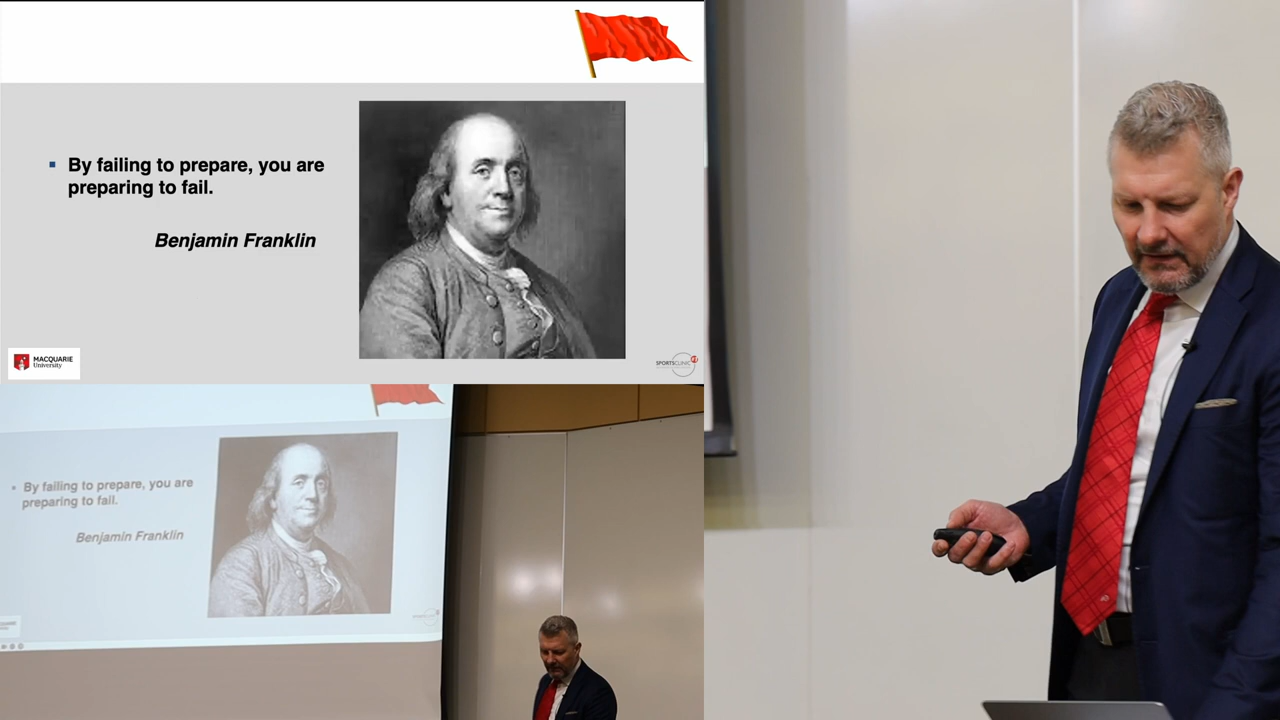 By failing to prepare, you are
preparing to fail.
Benjamin Franklin
MACQUARIE
University
SPORTSCLINIC
By failing to prepare, you are
preparing to fail.
Benjamin Franklin